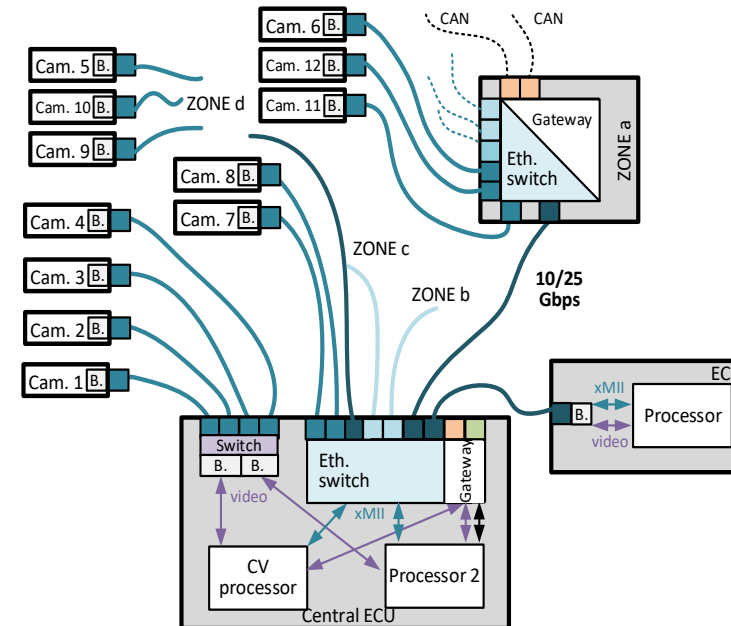 Cam. 6 B.
CAN
CAN
Cam. 5 B.
Cam. 12 B.
Cam. 10 B.
ZONE d
Cam. 11 B.
Cam. 9 B.
Gateway
Eth.
switch
ZONE a
Cam. 8 B.
Cam. 7 B.
Cam. 4 B.
ZONE c
Cam. 3 B.
10/25
Gbps
ZONE b
Cam. 2 B.
Cam. 1 B.
EC
xMII
B.
Processor
video
Switch
B. B.
Eth.
switch
Gateway
video
xMII
CV
processor
Processor 2
Central ECU